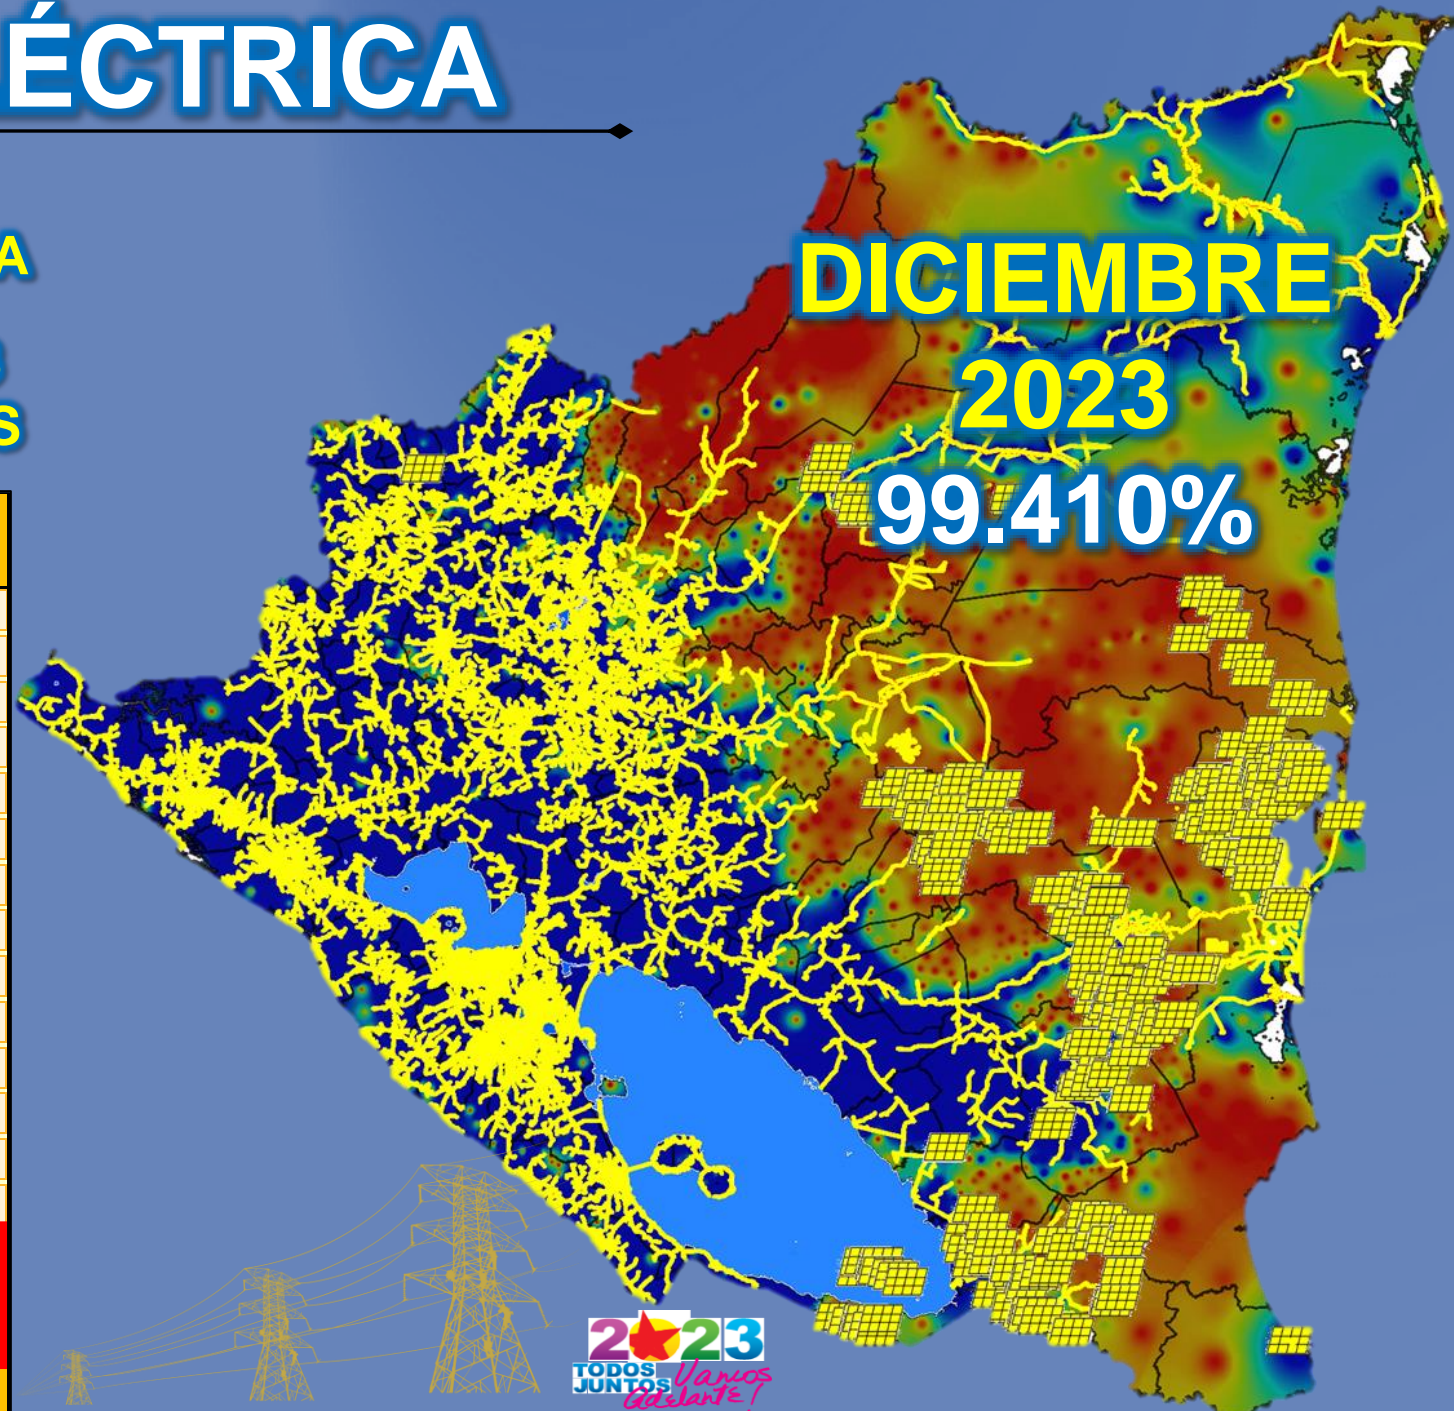 ÉCTRICA
A
S
DICIEMBRE
2023
99.410%
2023
TODOS
JUNTOS Vamos
adelante!